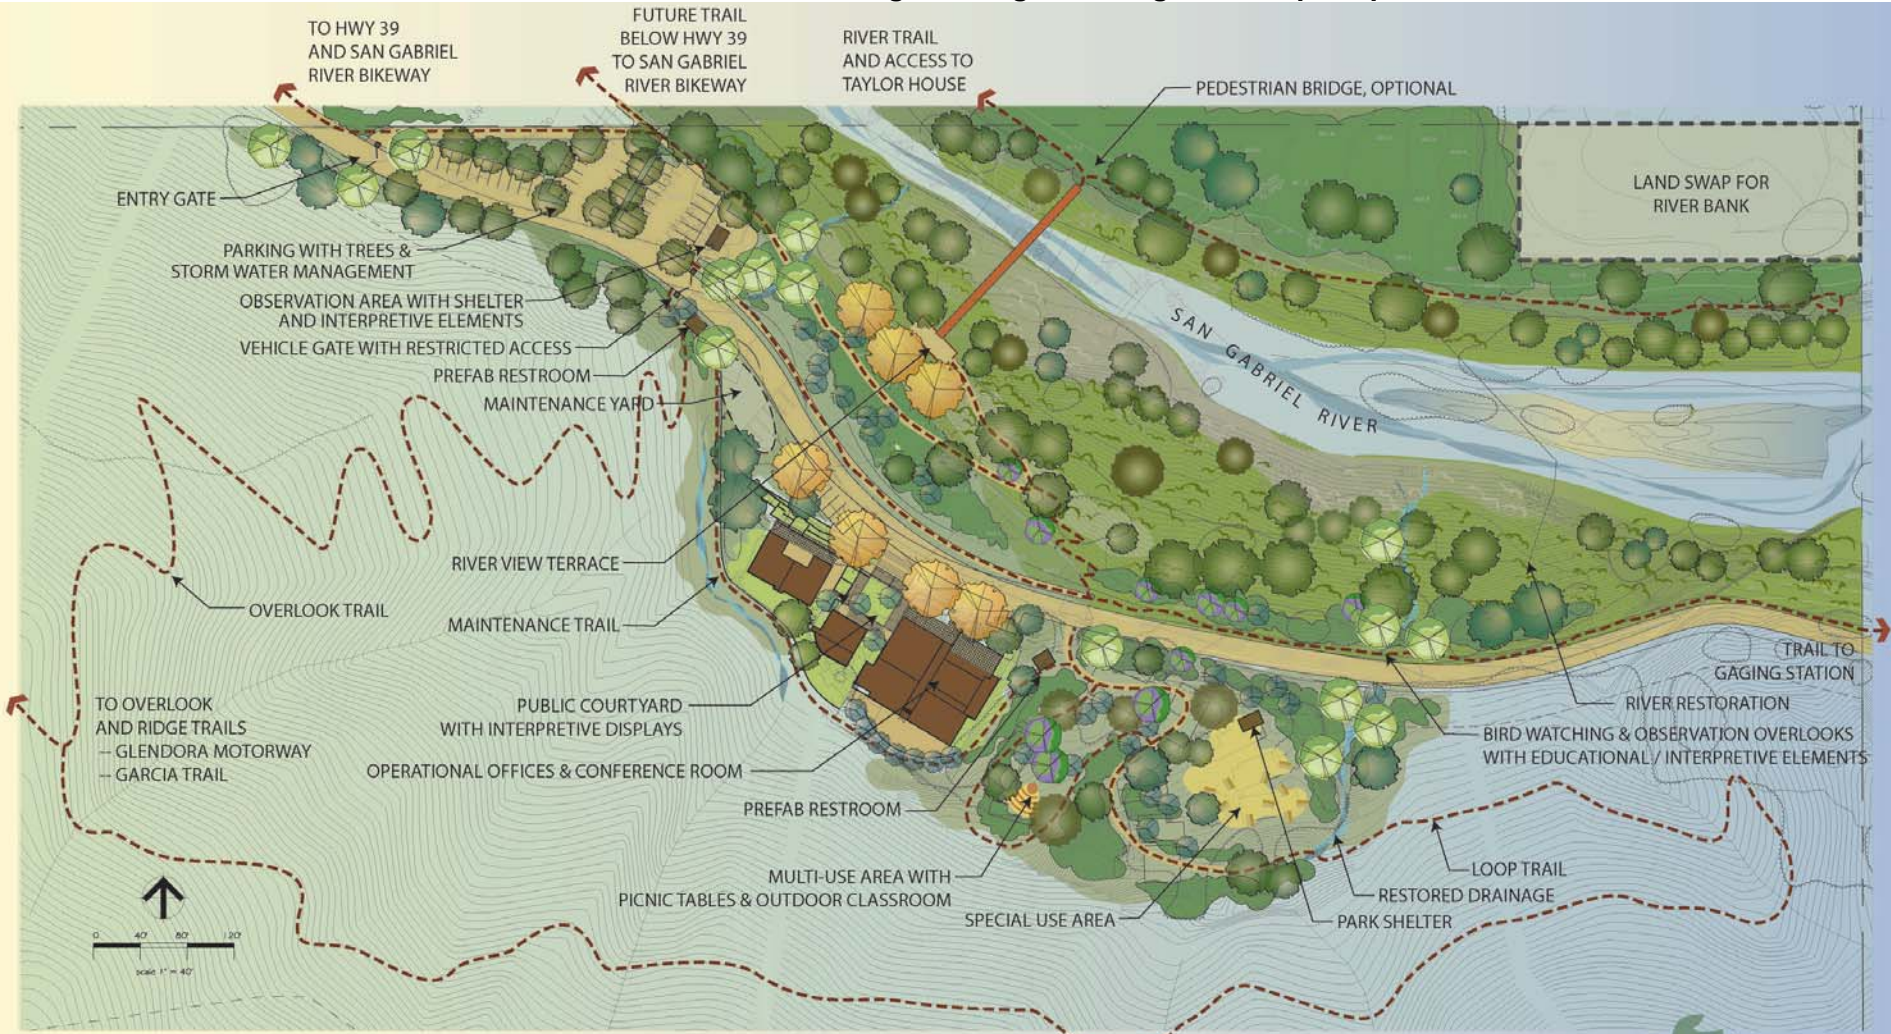 TO HWY 39
AND SAN GABRIEL
RIVER BIKEWAY
FUTURE TRAIL
BELOW HWY 39
TO SAN GABRIEL
RIVER BIKEWAY
RIVER TRAIL
AND ACCESS TO
TAYLOR HOUSE
PEDESTRIAN BRIDGE, OPTIONAL
LAND SWAP FOR
RIVER BANK
ENTRY GATE
PARKING WITH TREES &
STORM WATER MANAGEMENT
OBSERVATION AREA WITH SHELTER
AND INTERPRETIVE ELEMENTS
VEHICLE GATE WITH RESTRICTED ACCESS
PREFAB RESTROOM
MAINTENANCE YARD
SAN GABRIEL RIVER
RIVER VIEW TERRACE
OVERLOOK TRAIL
MAINTENANCE TRAIL
TO OVERLOOK
AND RIDGE TRAILS
– GLENDORA MOTORWAY
– GARCIA TRAIL
PUBLIC COURTYARD
WITH INTERPRETIVE DISPLAYS
OPERATIONAL OFFICES & CONFERENCE ROOM
PREFAB RESTROOM
MULTI-USE AREA WITH
PICNIC TABLES & OUTDOOR CLASSROOM
SPECIAL USE AREA
TRAIL TO
GAGING STATION
RIVER RESTORATION
BIRD WATCHING & OBSERVATION OVERLOOKS
WITH EDUCATIONAL / INTERPRETIVE ELEMENTS
LOOP TRAIL
RESTORED DRAINAGE
PARK SHELTER
0 40' 80' 120'
scale 1" = 40'